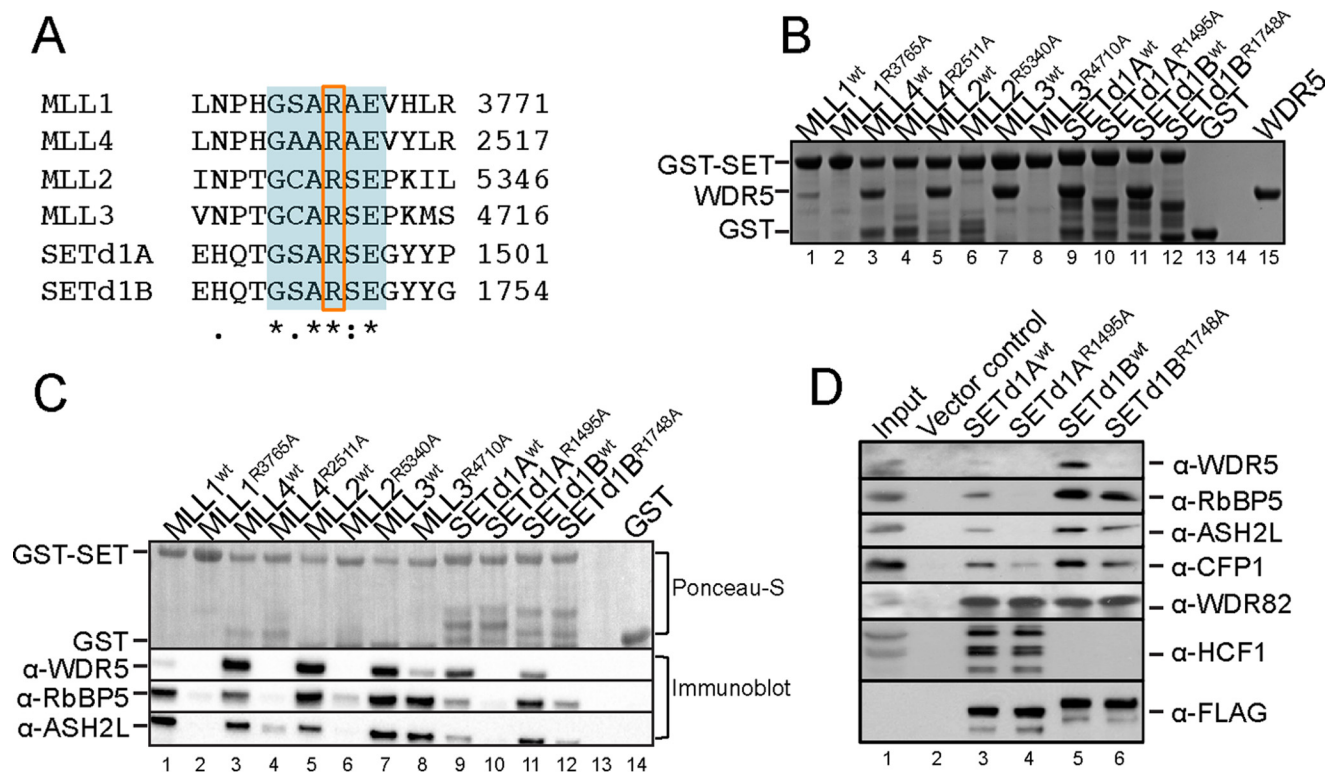 A
MLL1 LNPHGSARAEVHLR 3771
MLL4 LNPHGAARAEVYLR 2517
MLL2 INPTGCARSEPKIL 5346
MLL3 VNPTGCARSEPKMS 4716
SETd1A EHQTGSARSEGYYP 1501
SETd1B EHQTGSARSEGYYG 1754
. *.**:*
B
MLL1wt MLL1R3765A MLL4wt MLL4R2511A MLL2wt MLL2R5340A MLL3wt MLL3R4710A SETd1Awt SETd1AR1495A SETd1Bwt SETd1BR1748A GST WDR5
GST-SET
WDR5
GST
1 2 3 4 5 6 7 8 9 10 11 12 13 14 15
C
MLL1wt MLL1R3765A MLL4wt MLL4R2511A MLL2wt MLL2R5340A MLL3wt MLL3R4710A SETd1Awt SETd1AR1495A SETd1Bwt SETd1BR1748A GST
GST-SET
Ponceau-S
GST
α-WDR5
α-RbBP5
Immunoblot
α-ASH2L
1 2 3 4 5 6 7 8 9 10 11 12 13 14
D
Input Vector control SETd1Awt SETd1AR1495A SETd1Bwt SETd1BR1748A
α-WDR5
α-RbBP5
α-ASH2L
α-CFP1
α-WDR82
α-HCF1
α-FLAG
1 2 3 4 5 6